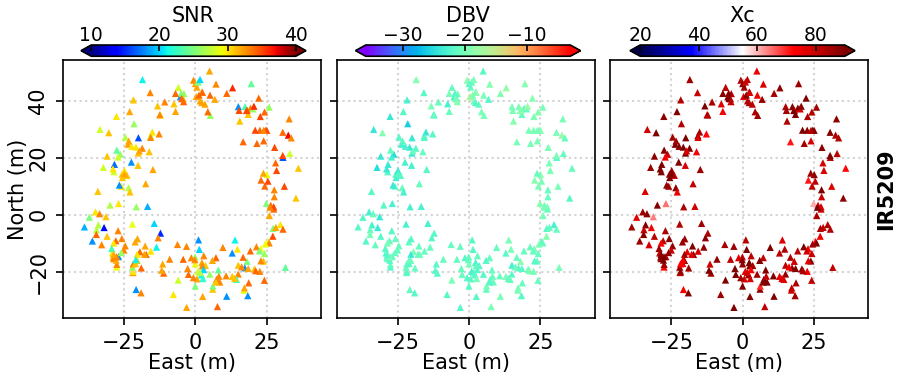 SNR DBV Xc
10 20 30 40 −30 −20 −10 20 40 60 80
40
20
0
−20
North (m)
−25 0 25 −25 0 25 −25 0 25
East (m) East (m) East (m)
IR5209